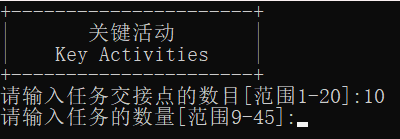 关键活动
Key Activities
请输入任务交接点的数目[范围1-20]:10
请输入任务的数量[范围9-45]: